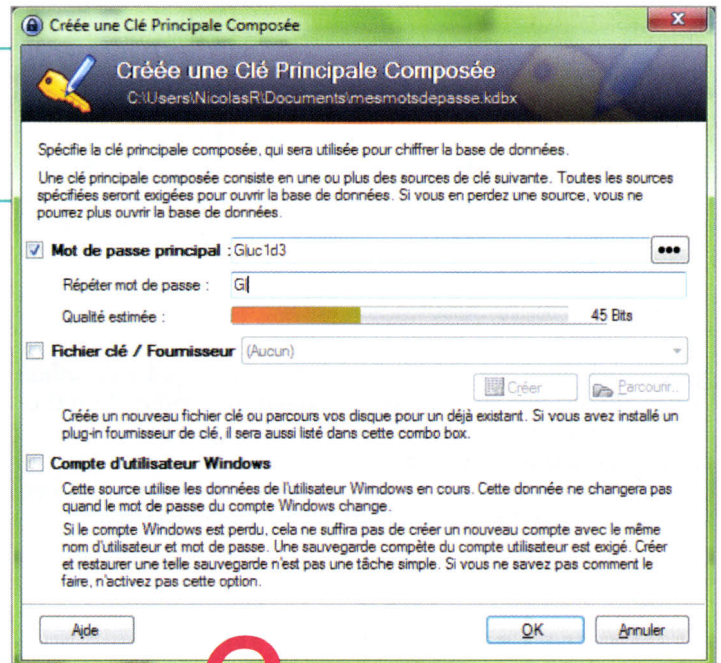 Créée une Clé Principale Composée
Créée une Clé Principale Composée
C:\Users\NicolasR\Documents\mesmotsdepasse.kdbx
Spécifie la clé principale composée, qui sera utilisée pour chiffrer la base de données.
Une clé principale composée consiste en une ou plus des sources de clé suivante. Toutes les sources
spécifiées seront exigées pour ouvrir la base de données. Si vous en perdez une source, vous ne
pourrez plus ouvrir la base de données.
Mot de passe principal : Gluc1d3
Répéter mot de passe : Gl
Qualité estimée : 45 Bits
Fichier clé / Fournisseur (Aucun)
Créer Parcourir...
Créée un nouveau fichier clé ou parcours vos disque pour un déjà existant. Si vous avez installé un
plug-in fournisseur de clé, il sera aussi listé dans cette combo box.
Compte d'utilisateur Windows
Cette source utilise les données de l'utilisateur Wimdows en cours. Cette donnée ne changera pas
quand le mot de passe du compte Windows change.
Si le compte Windows est perdu, cela ne suffira pas de créer un nouveau compte avec le même
nom d'utilisateur et mot de passe. Une sauvegarde compète du compte utilisateur est exigé. Créer
et restaurer une telle sauvegarde n'est pas une tâche simple. Si vous ne savez pas comment le
faire, n'activez pas cette option.
Aide OK Annuler